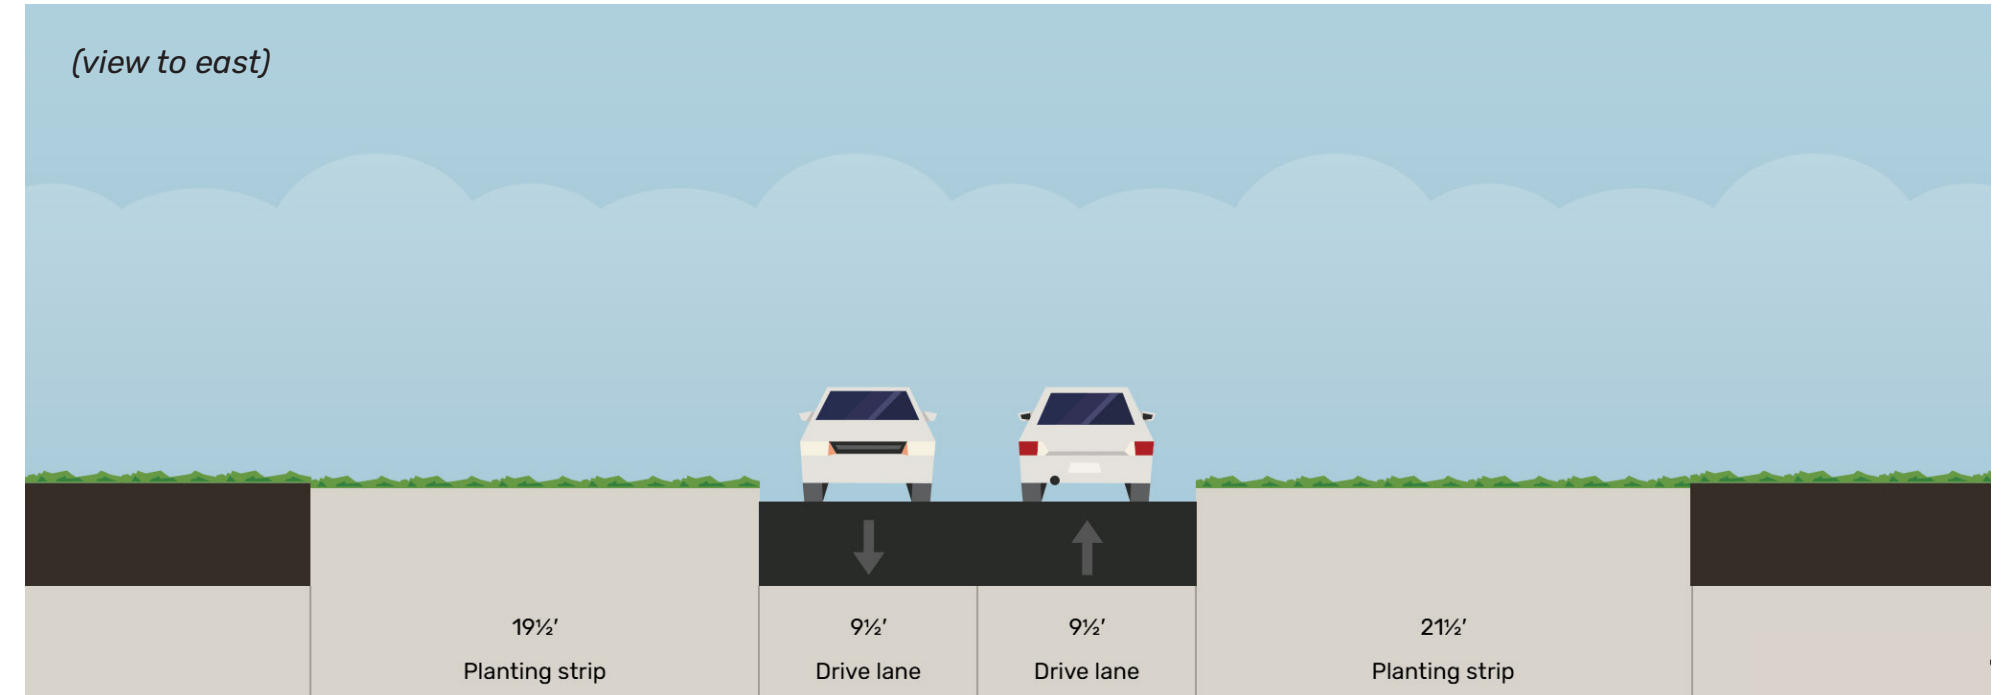 (view to east)
19½' 9½' 9½' 21½'
Planting strip Drive lane Drive lane Planting strip